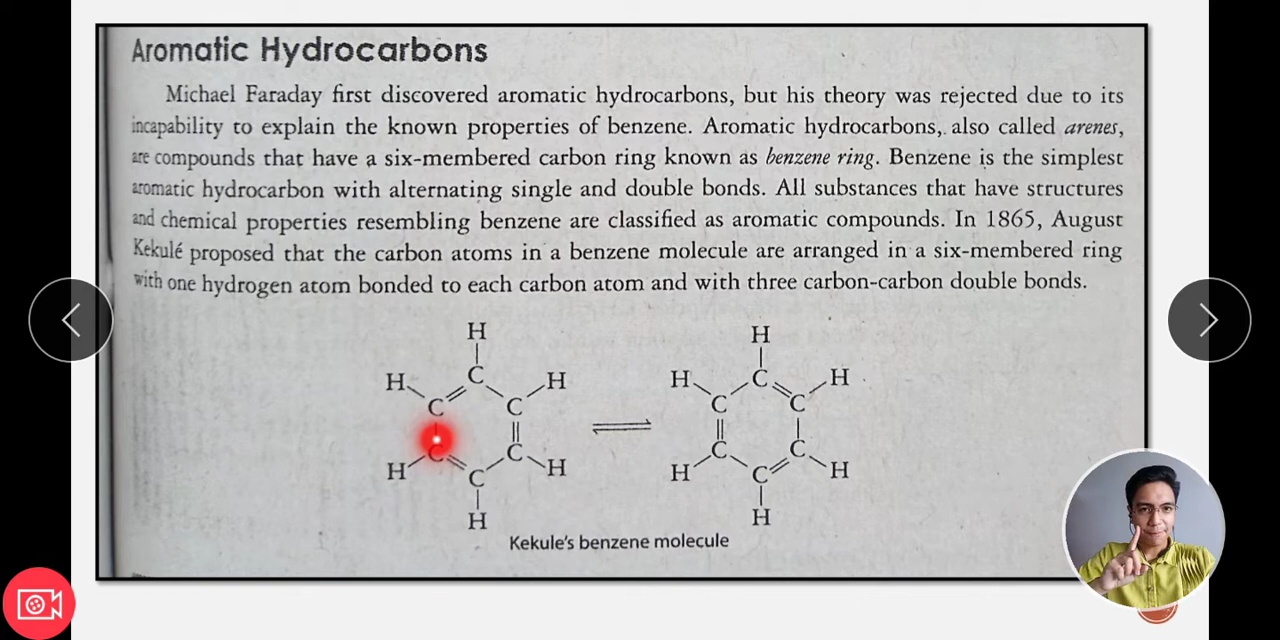 Aromatic Hydrocarbons
Michael Faraday first discovered aromatic hydrocarbons, but his theory was rejected due to its
incapability to explain the known properties of benzene. Aromatic hydrocarbons, also called arenes,
are compounds that have a six-membered carbon ring known as benzene ring. Benzene is the simplest
aromatic hydrocarbon with alternating single and double bonds. All substances that have structures
and chemical properties resembling benzene are classified as aromatic compounds. In 1865, August
Kekulé proposed that the carbon atoms in a benzene molecule are arranged in a six-membered ring
with one hydrogen atom bonded to each carbon atom and with three carbon-carbon double bonds.
H H
H C H H C H
C C C C
C C C C
H C H H C H
H H
Kekule's benzene molecule